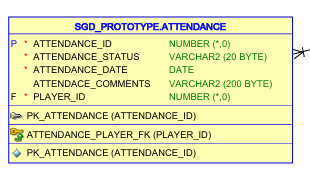 SGD_PROTOTYPE.ATTENDANCE
P * ATTENDANCE_ID NUMBER (*,0)
* ATTENDANCE_STATUS VARCHAR2 (20 BYTE)
* ATTENDANCE_DATE DATE
ATTENDACE_COMMENTS VARCHAR2 (200 BYTE)
F * PLAYER_ID NUMBER (*,0)
PK_ATTENDANCE (ATTENDANCE_ID)
ATTENDANCE_PLAYER_FK (PLAYER_ID)
PK_ATTENDANCE (ATTENDANCE_ID)